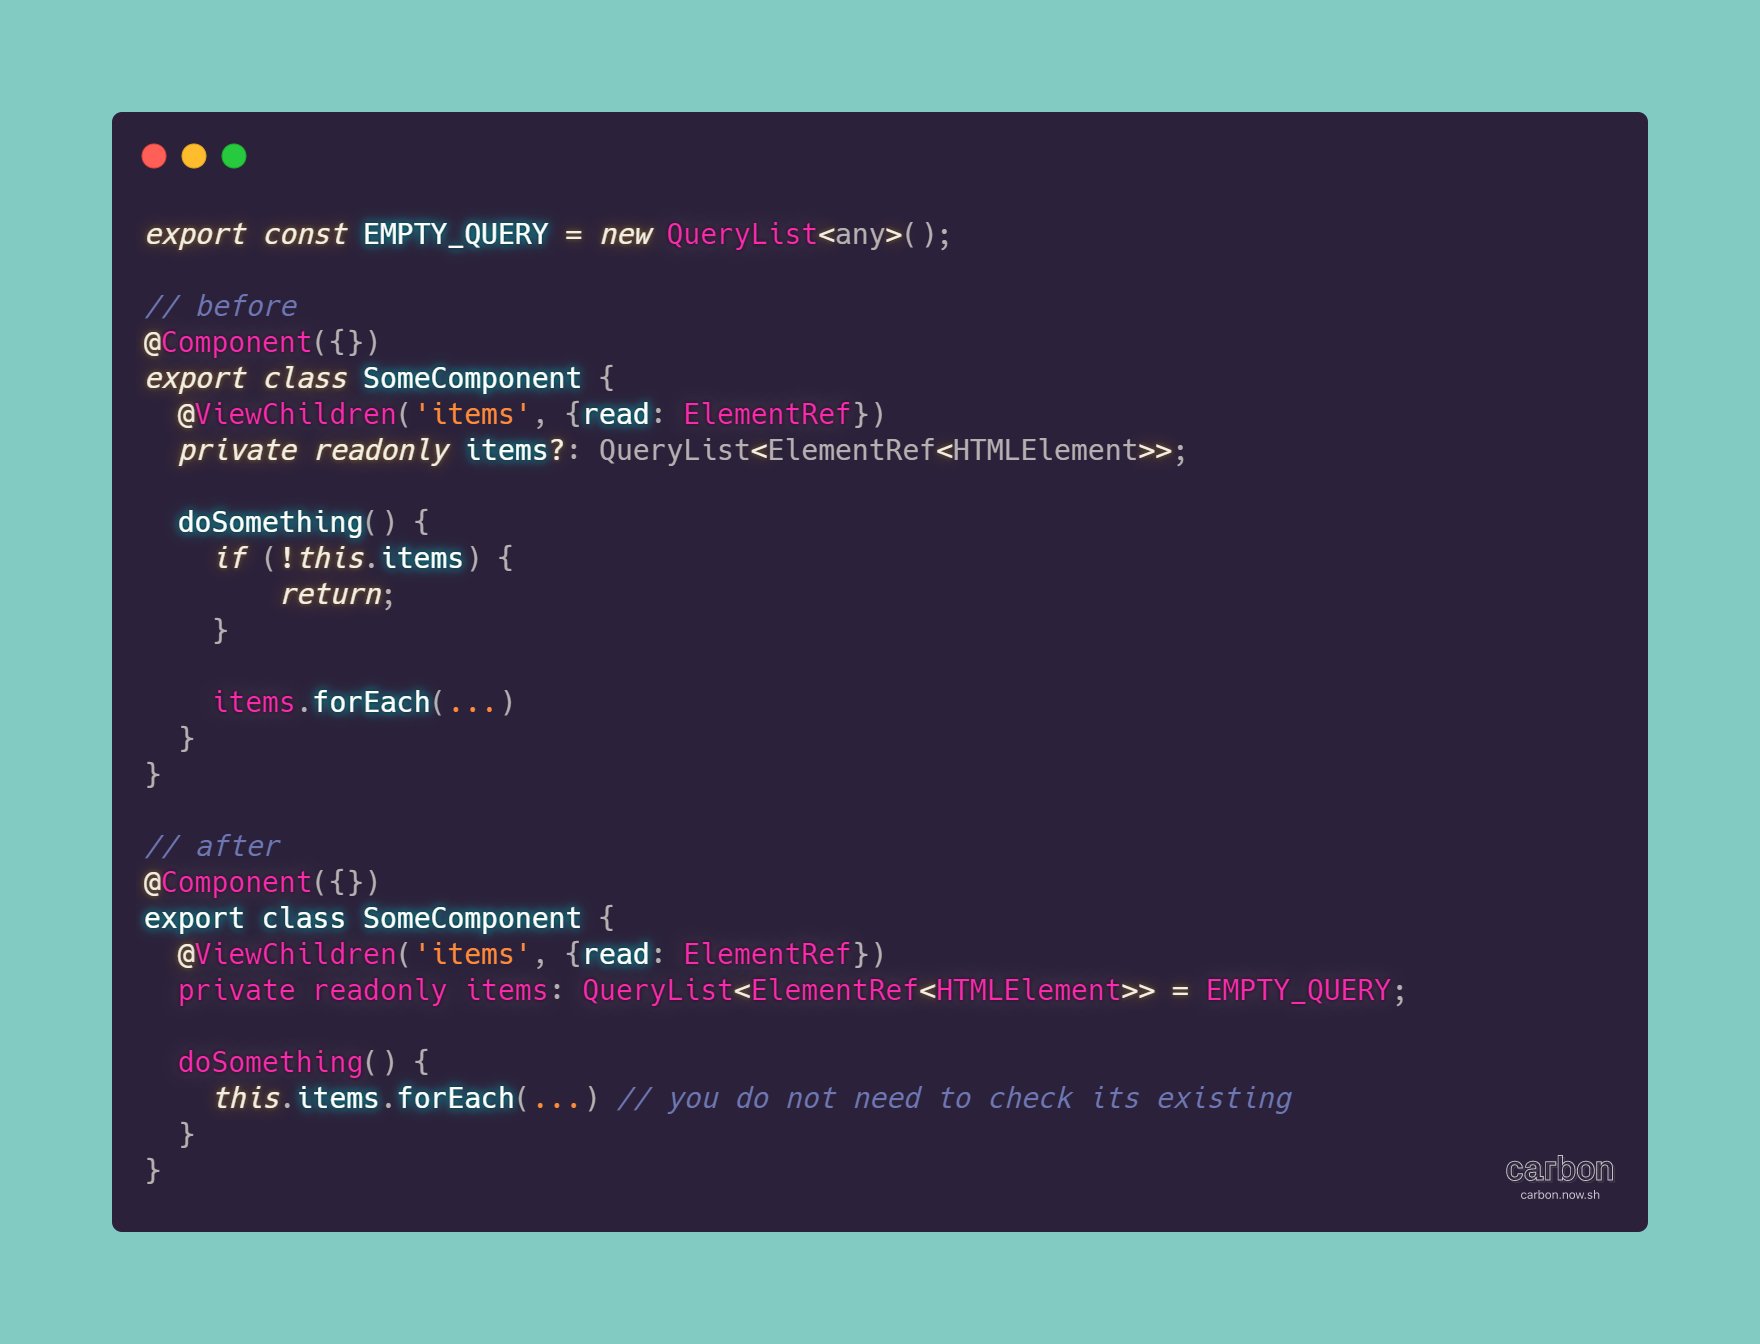 export const EMPTY_QUERY = new QueryList<any>();

// before
@Component({})
export class SomeComponent {
  @ViewChildren('items', {read: ElementRef})
  private readonly items?: QueryList<ElementRef<HTMLElement>>;

  doSomething() {
    if (!this.items) {
        return;
    }

    items.forEach(...)
  }
}

// after
@Component({})
export class SomeComponent {
  @ViewChildren('items', {read: ElementRef})
  private readonly items: QueryList<ElementRef<HTMLElement>> = EMPTY_QUERY;

  doSomething() {
    this.items.forEach(...) // you do not need to check its existing
  }
}
carbon
carbon.now.sh